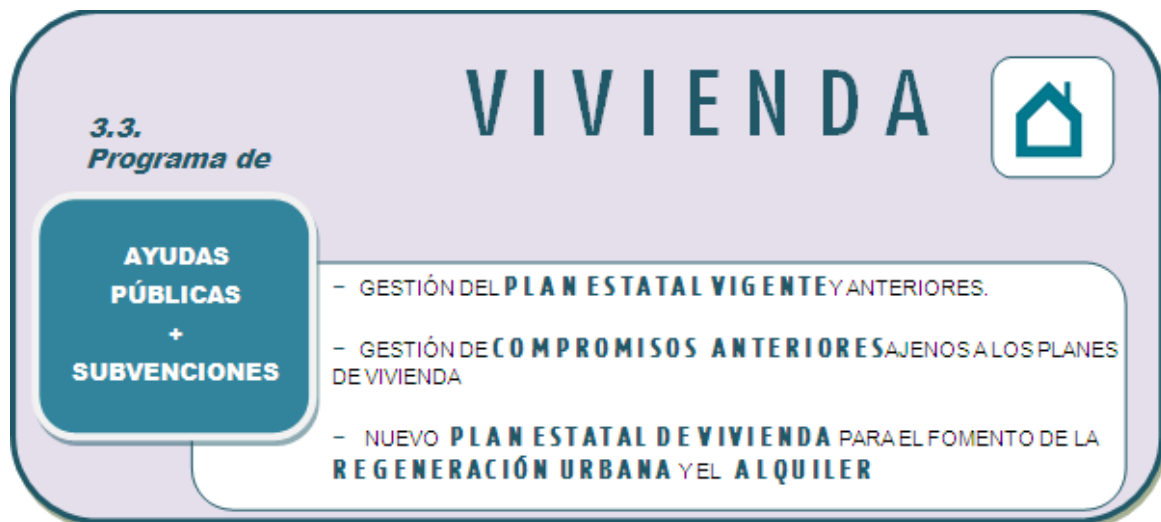 VIVIENDA
3.3.
Programa de
AYUDAS
PÚBLICAS
+
SUBVENCIONES
- GESTIÓN DEL PLAN ESTATAL VIGENTE Y ANTERIORES.
- GESTIÓN DE COMPROMISOS ANTERIORES AJENOS A LOS PLANES
DE VIVIENDA
- NUEVO PLAN ESTATAL DE VIVIENDA PARA EL FOMENTO DE LA
REGENERACIÓN URBANA Y EL ALQUILER